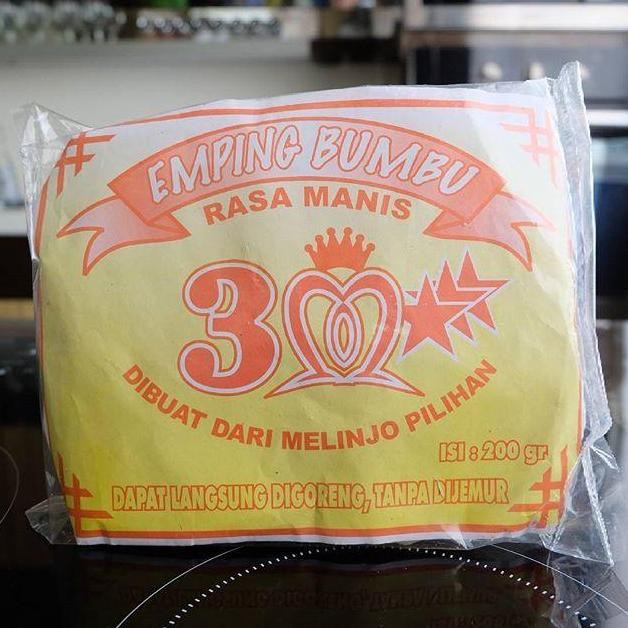 EMPING BUMBU
RASA MANIS
3M
DIBUAT DARI MELINJO PILIHAN
ISI : 200 gr
DAPAT LANGSUNG DIGORENG, TANPA DIJEMUR